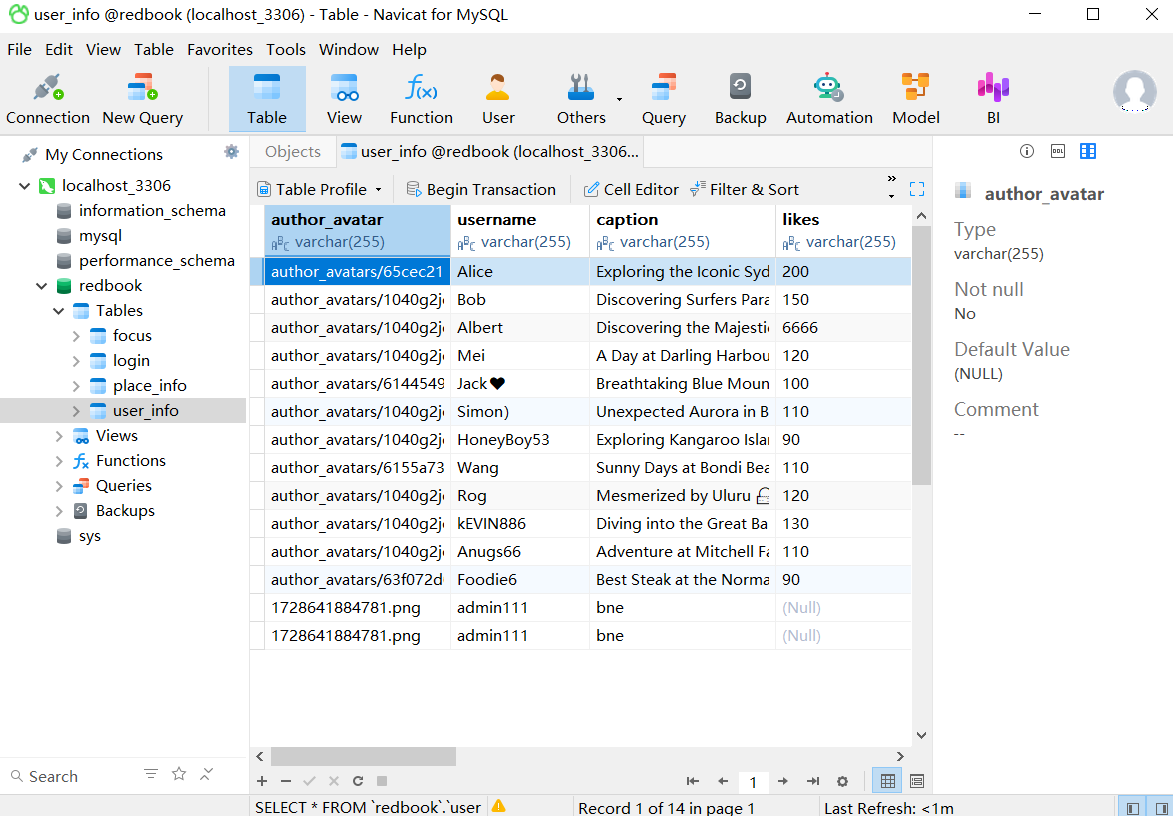 user_info @redbook (localhost_3306) - Table - Navicat for MySQL
File Edit View Table Favorites Tools Window Help
Connection New Query Table View Function User Others Query Backup Automation Model BI
My Connections
localhost_3306
information_schema
mysql
performance_schema
redbook
Tables
focus
login
place_info
user_info
Views
Functions
Queries
Backups
sys
Search
Objects user_info @redbook (localhost_3306...
Table Profile Begin Transaction Cell Editor Filter & Sort
author_avatar username caption likes
varchar(255) varchar(255) varchar(255) varchar(255)
author_avatars/65cec21 Alice Exploring the Iconic Syd 200
author_avatars/1040g2j Bob Discovering Surfers Para 150
author_avatars/1040g2j Albert Discovering the Majesti 6666
author_avatars/1040g2j Mei A Day at Darling Harbou 120
author_avatars/6144549 Jack♥ Breathtaking Blue Moun 100
author_avatars/1040g2j Simon) Unexpected Aurora in B 110
author_avatars/1040g2j HoneyBoy53 Exploring Kangaroo Isla 90
author_avatars/6155a73 Wang Sunny Days at Bondi Bea 110
author_avatars/1040g2j Rog Mesmerized by Uluru 120
author_avatars/1040g2j kEVIN886 Diving into the Great Ba 130
author_avatars/1040g2j Anugs66 Adventure at Mitchell Fa 110
author_avatars/63f072d Foodie6 Best Steak at the Norma 90
1728641884781.png admin111 bne (Null)
1728641884781.png admin111 bne (Null)
1
SELECT * FROM `redbook`.`user Record 1 of 14 in page 1 Last Refresh: <1m
DDL
author_avatar
Type
varchar(255)
Not null
No
Default Value
(NULL)
Comment
--